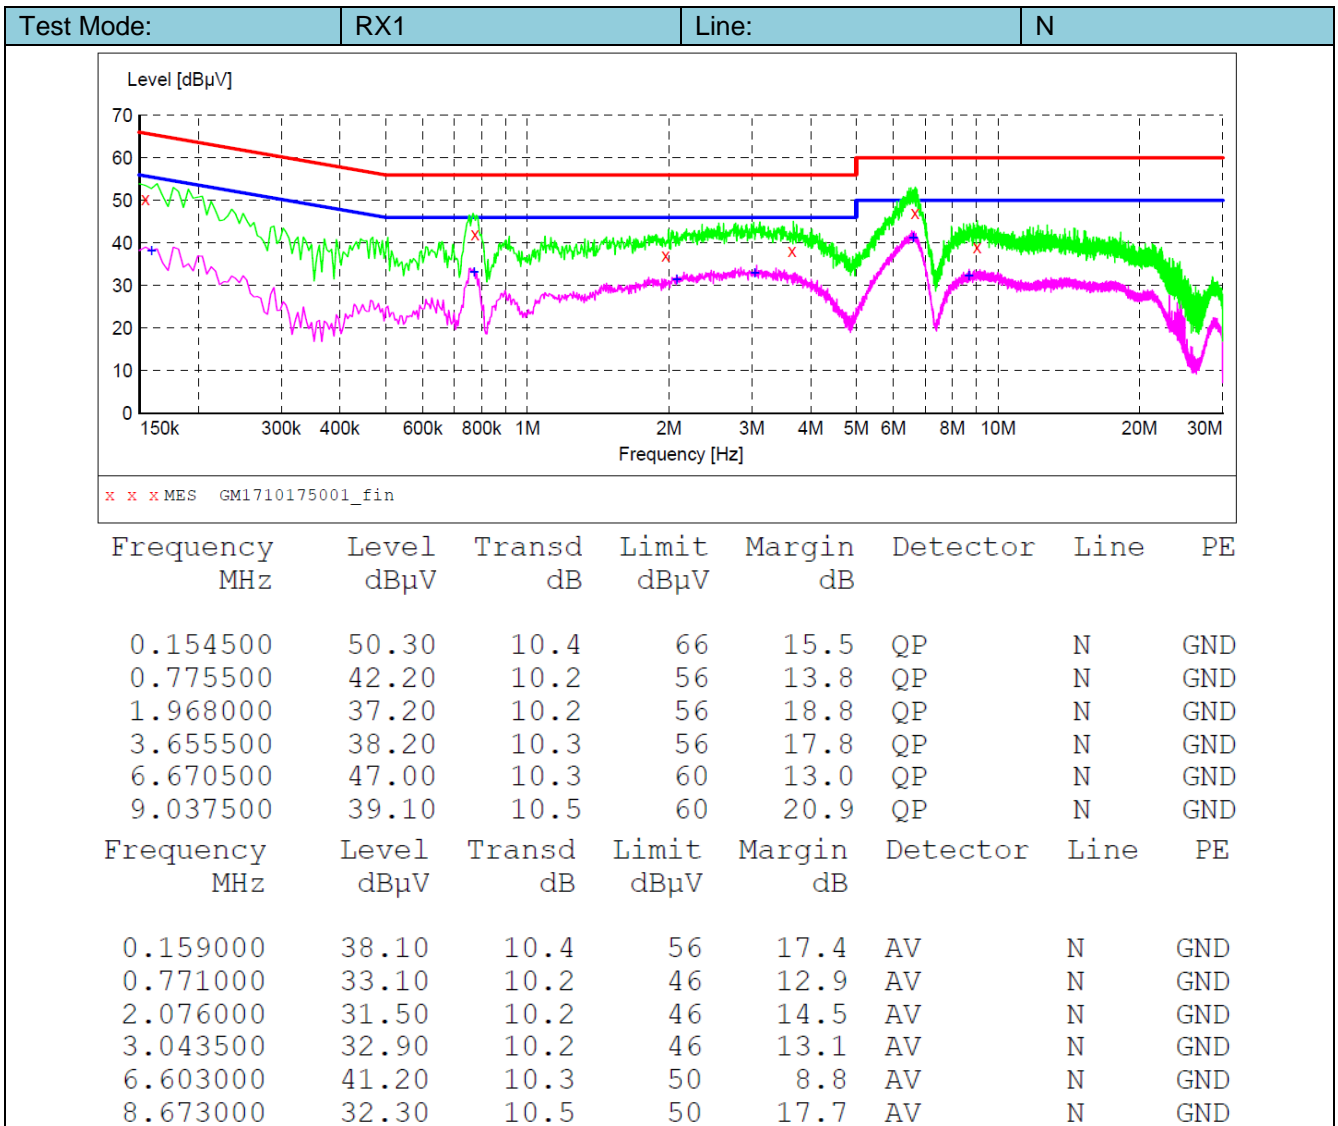 Test Mode: RX1 Line: N
Level [dBµV]
70
60
50
40
30
20
10
0
150k 300k 400k 600k 800k 1M 2M 3M 4M 5M 6M 8M 10M 20M 30M
Frequency [Hz]
x x x MES GM1710175001_fin
Frequency Level Transd Limit Margin Detector Line PE
MHz dBµV dB dBµV dB
0.154500 50.30 10.4 66 15.5 QP N GND
0.775500 42.20 10.2 56 13.8 QP N GND
1.968000 37.20 10.2 56 18.8 QP N GND
3.655500 38.20 10.3 56 17.8 QP N GND
6.670500 47.00 10.3 60 13.0 QP N GND
9.037500 39.10 10.5 60 20.9 QP N GND
Frequency Level Transd Limit Margin Detector Line PE
MHz dBµV dB dBµV dB
0.159000 38.10 10.4 56 17.4 AV N GND
0.771000 33.10 10.2 46 12.9 AV N GND
2.076000 31.50 10.2 46 14.5 AV N GND
3.043500 32.90 10.2 46 13.1 AV N GND
6.603000 41.20 10.3 50 8.8 AV N GND
8.673000 32.30 10.5 50 17.7 AV N GND